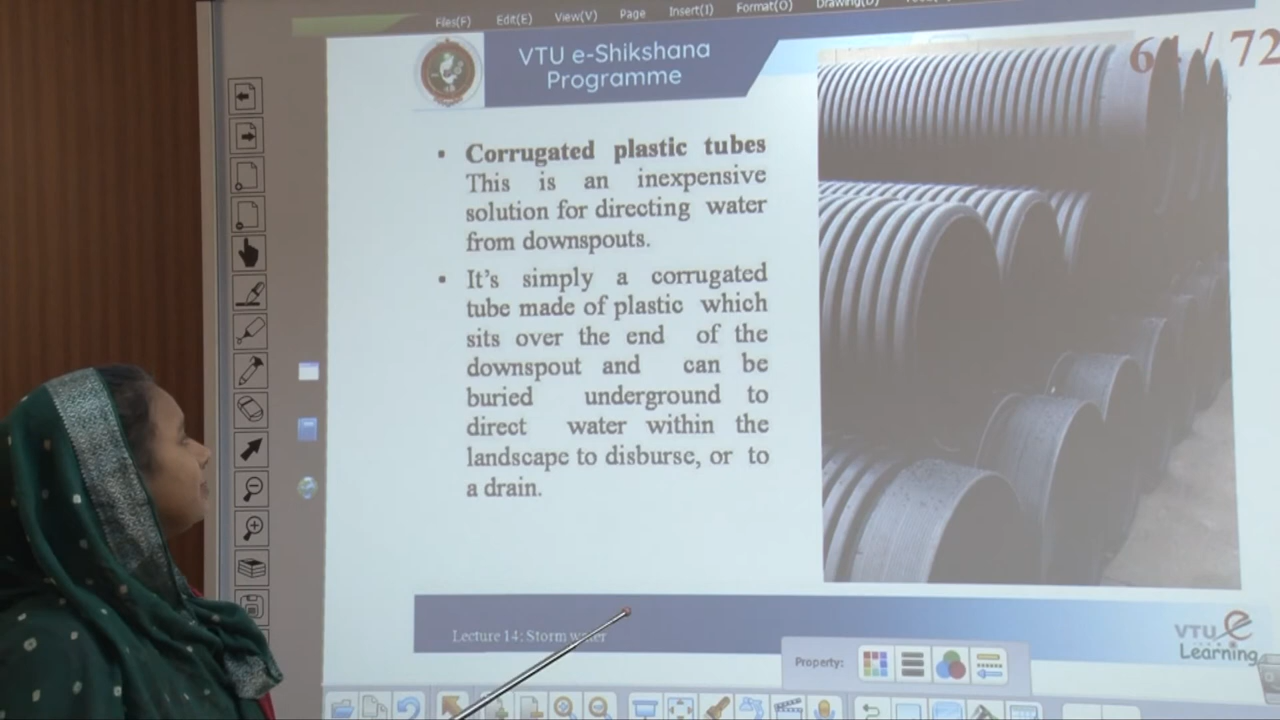 Files(F) Edit(E) View(V) Page Insert(I) Format(O) Drawing(D)
VTU e-Shikshana
Programme
/ 72
• Corrugated plastic tubes
This is an inexpensive
solution for directing water
from downspouts.
• It's simply a corrugated
tube made of plastic which
sits over the end of the
downspout and can be
buried underground to
direct water within the
landscape to disburse, or to
a drain.
Lecture 14: Storm water
VTU e
Learning
Property: